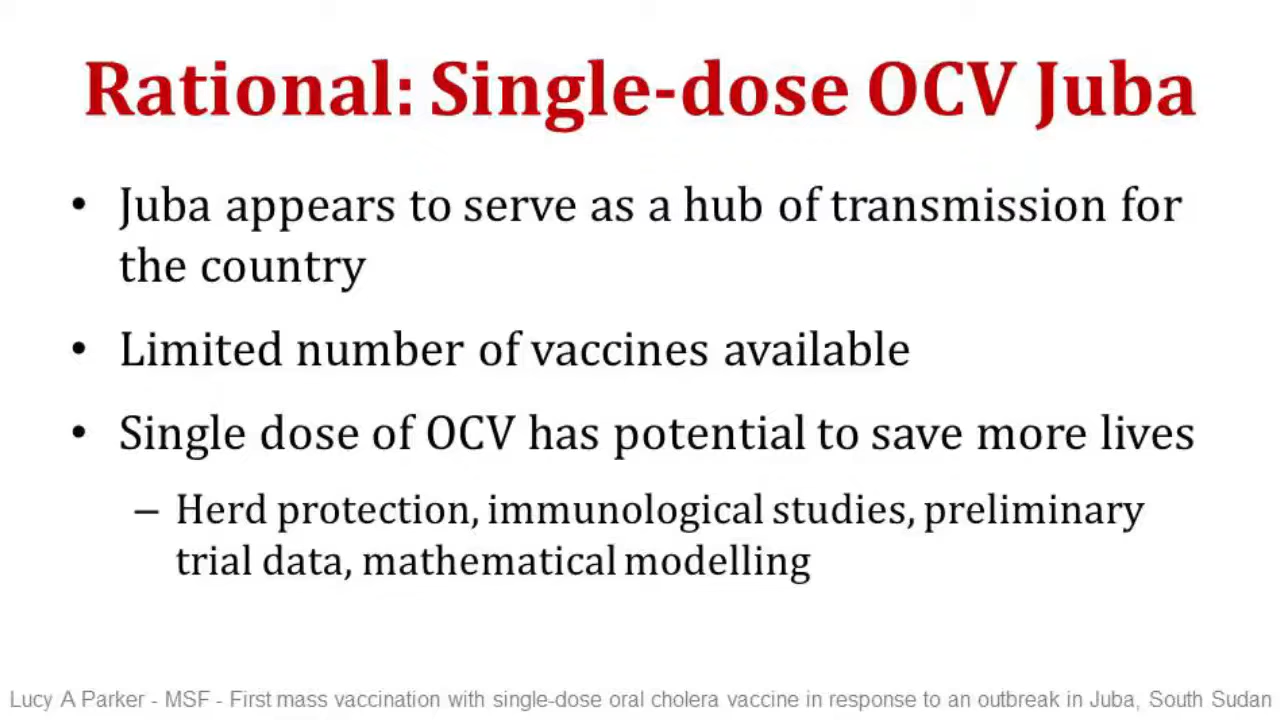 Rational: Single-dose OCV Juba
• Juba appears to serve as a hub of transmission for
the country
• Limited number of vaccines available
• Single dose of OCV has potential to save more lives
– Herd protection, immunological studies, preliminary
trial data, mathematical modelling
Lucy A Parker - MSF - First mass vaccination with single-dose oral cholera vaccine in response to an outbreak in Juba, South Sudan